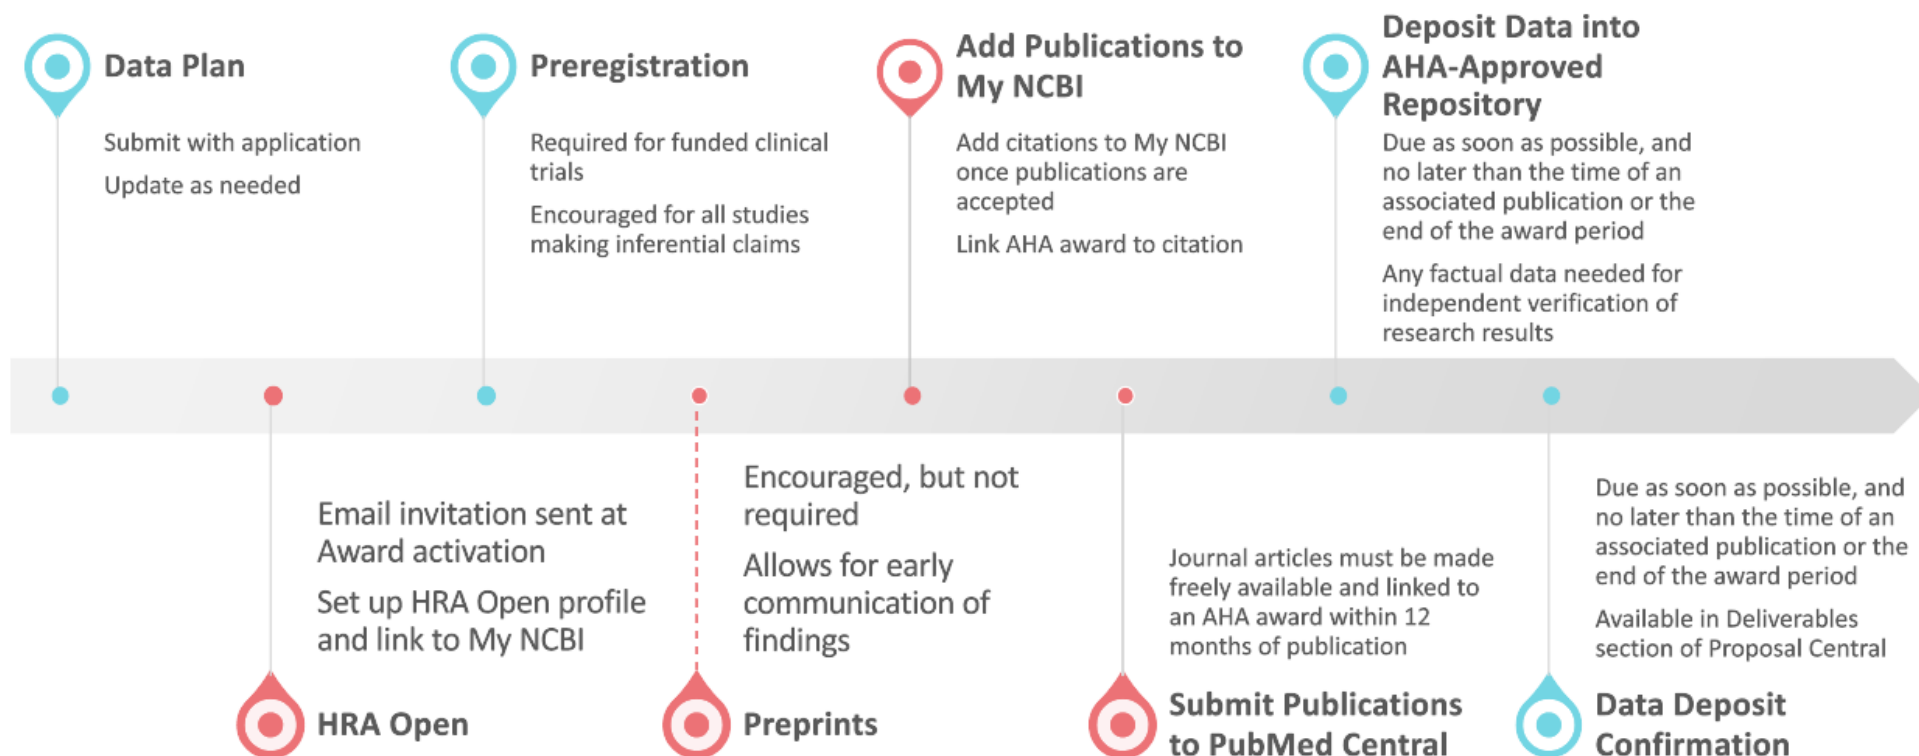 Data Plan
Submit with application
Update as needed
Preregistration
Required for funded clinical
trials
Encouraged for all studies
making inferential claims
Add Publications to
My NCBI
Add citations to My NCBI
once publications are
accepted
Link AHA award to citation
Deposit Data into
AHA-Approved
Repository
Due as soon as possible, and
no later than the time of an
associated publication or the
end of the award period
Any factual data needed for
independent verification of
research results
Email invitation sent at
Award activation
Set up HRA Open profile
and link to My NCBI
HRA Open
Encouraged, but not
required
Allows for early
communication of
findings
Preprints
Journal articles must be made
freely available and linked to
an AHA award within 12
months of publication
Submit Publications
to PubMed Central
Due as soon as possible, and
no later than the time of an
associated publication or the
end of the award period
Available in Deliverables
section of Proposal Central
Data Deposit
Confirmation